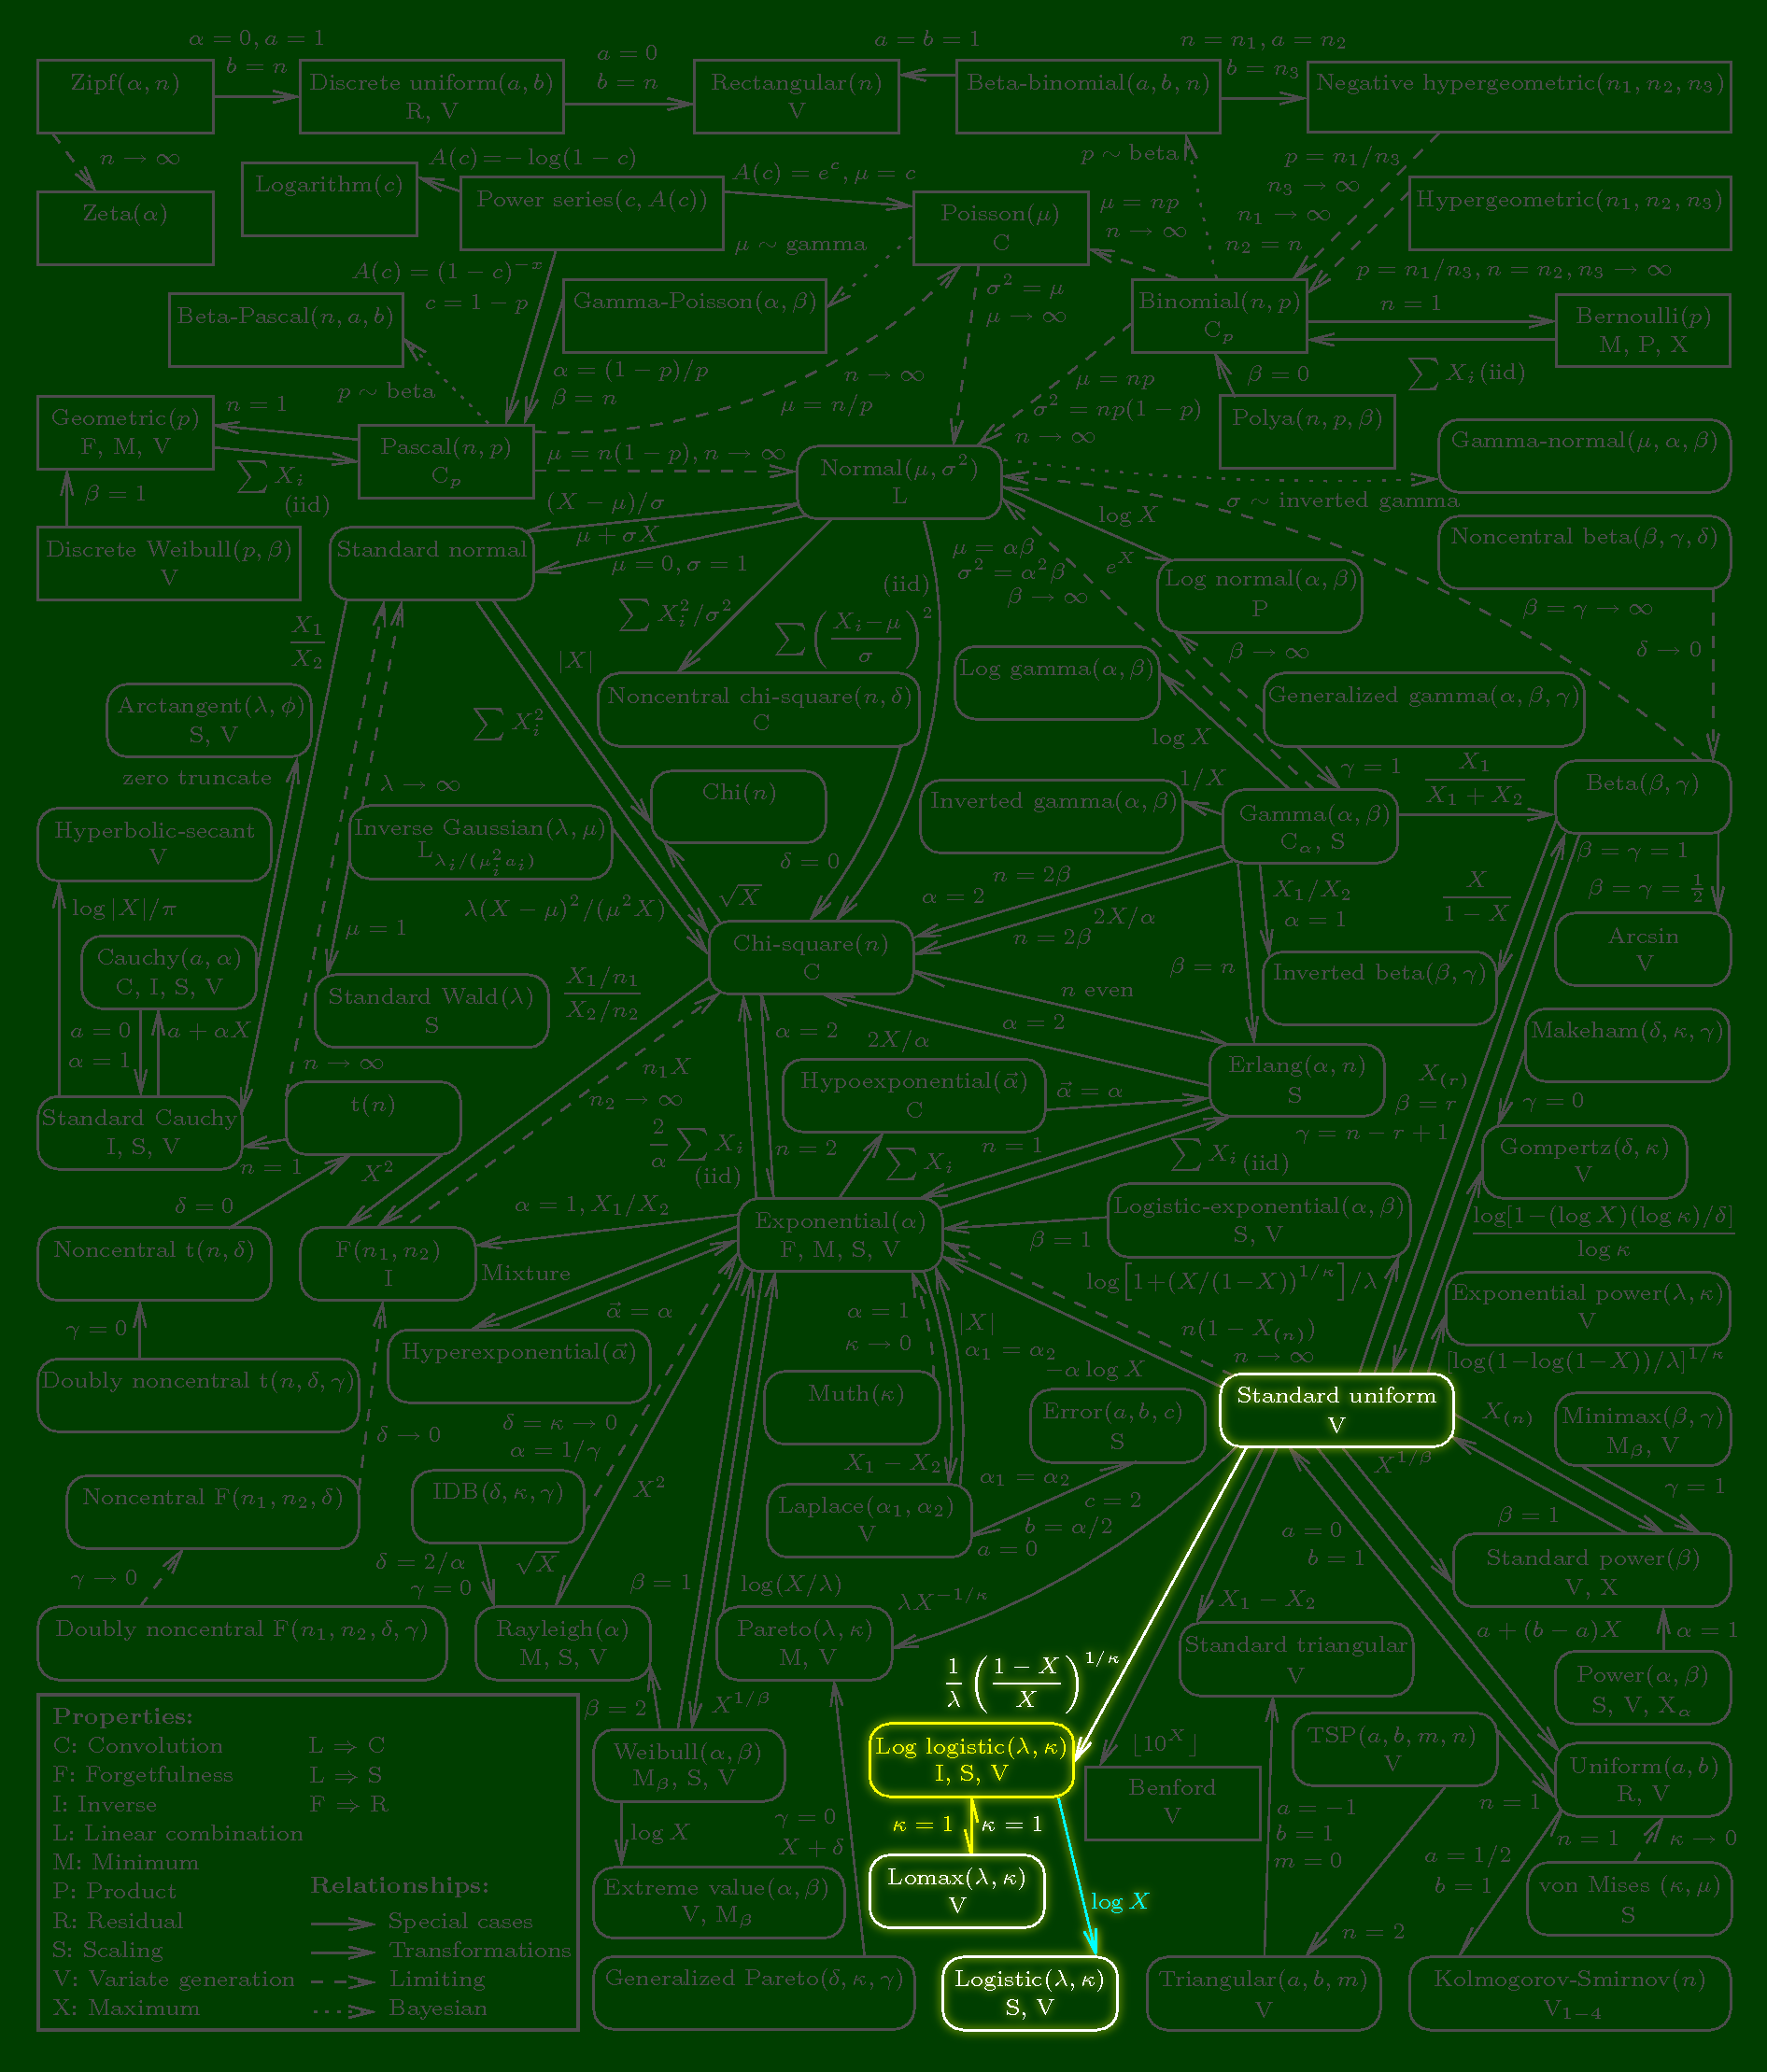 α = 0, a = 1
b = n
a = 0
b = n
a = b = 1
n = n₁, a = n₂
b = n₃
Zipf(α, n)
Discrete uniform(a, b)
R, V
Rectangular(n)
V
Beta-binomial(a, b, n)
Negative hypergeometric(n₁, n₂, n₃)
n → ∞
A(c) = − log(1 − c)
A(c) = e^c, μ = c
p ∼ beta
p = n₁/n₃
n₃ → ∞
n₁ → ∞
n₂ = n
Zeta(α)
Logarithm(c)
Power series(c, A(c))
Poisson(μ)
C
μ = np
n → ∞
Hypergeometric(n₁, n₂, n₃)
μ ∼ gamma
A(c) = (1 − c)^−x
c = 1 − p
σ² = μ
μ → ∞
p = n₁/n₃, n = n₂, n₃ → ∞
n = 1
Beta-Pascal(n, a, b)
Gamma-Poisson(α, β)
Binomial(n, p)
Cₚ
Bernoulli(p)
M, P, X
α = (1 − p)/p
β = n
p ∼ beta
n → ∞
μ = n/p
μ = np
σ² = np(1 − p)
n → ∞
β = 0
∑ Xᵢ (iid)
n = 1
Geometric(p)
F, M, V
Pascal(n, p)
Cₚ
μ = n(1 − p), n → ∞
Normal(μ, σ²)
L
Polya(n, p, β)
Gamma-normal(μ, α, β)
∑ Xᵢ
(iid)
β = 1
(X − μ)/σ
μ + σX
μ = 0, σ = 1
log X
σ ∼ inverted gamma
Discrete Weibull(p, β)
V
Standard normal
(iid)
μ = αβ
σ² = α²β
β → ∞
e^X
Log normal(α, β)
P
Noncentral beta(β, γ, δ)
X₁
X₂
|X|
∑ Xᵢ²/σ²
∑ ((Xᵢ−μ)/σ)²
β → ∞
β = γ → ∞
δ → 0
Arctangent(λ, φ)
S, V
∑ Xᵢ²
Noncentral chi-square(n, δ)
C
Log gamma(α, β)
Generalized gamma(α, β, γ)
zero truncate
λ → ∞
log X
1/X
γ = 1
X₁
X₁ + X₂
Hyperbolic-secant
V
Inverse Gaussian(λ, μ)
L λᵢ/(μᵢ²aᵢ)
Chi(n)
Inverted gamma(α, β)
Gamma(α, β)
C_α, S
Beta(β, γ)
δ = 0
β = γ = 1
β = γ = 1/2
log |X|/π
μ = 1
λ(X − μ)²/(μ²X)
√X
α = 2
n = 2β
2X/α
n = 2β
X₁/X₂
α = 1
X
1 − X
Cauchy(a, α)
C, I, S, V
Standard Wald(λ)
S
X₁/n₁
X₂/n₂
Chi-square(n)
C
β = n
Inverted beta(β, γ)
Arcsin
V
a = 0
α = 1
a + αX
n → ∞
α = 2
n even
α = 2
2X/α
Makeham(δ, κ, γ)
Standard Cauchy
I, S, V
t(n)
n₁X
n₂ → ∞
Hypoexponential(α⃗)
C
α⃗ = α
Erlang(α, n)
S
X₍ᵣ₎
β = r
γ = n − r + 1
γ = 0
n = 1
X²
2/α ∑ Xᵢ
(iid)
n = 2
∑ Xᵢ
n = 1
∑ Xᵢ (iid)
Gompertz(δ, κ)
V
δ = 0
α = 1, X₁/X₂
Noncentral t(n, δ)
F(n₁, n₂)
I
Mixture
Exponential(α)
F, M, S, V
β = 1
Logistic-exponential(α, β)
S, V
log[1−(log X)(log κ)/δ]
log κ
log[1+(X/(1−X))^1/κ]/λ
γ = 0
α⃗ = α
α = 1
κ → 0
|X|
α₁ = α₂
n(1 − X₍ₙ₎)
n → ∞
Exponential power(λ, κ)
V
[log(1−log(1−X))/λ]^1/κ
−α log X
Doubly noncentral t(n, δ, γ)
Hyperexponential(α⃗)
Muth(κ)
Error(a, b, c)
S
Standard uniform
V
X₍ₙ₎
Minimax(β, γ)
M_β, V
δ → 0
δ = κ → 0
α = 1/γ
X²
X₁ − X₂
α₁ = α₂
X^1/β
γ = 1
Noncentral F(n₁, n₂, δ)
IDB(δ, κ, γ)
Laplace(α₁, α₂)
V
c = 2
b = α/2
a = 0
a = 0
b = 1
β = 1
Standard power(β)
V, X
γ → 0
δ = 2/α
γ = 0
√X
β = 1
log(X/λ)
λX^−1/κ
X₁ − X₂
a + (b − a)X
α = 1
Doubly noncentral F(n₁, n₂, δ, γ)
Rayleigh(α)
M, S, V
Pareto(λ, κ)
M, V
Standard triangular
V
Power(α, β)
S, V, X_α
1/λ ((1 − X)/X)^1/κ
β = 2
X^1/β
Weibull(α, β)
M_β, S, V
Log logistic(λ, κ)
I, S, V
⌊10^X⌋
Benford
V
TSP(a, b, m, n)
V
Uniform(a, b)
R, V
log X
γ = 0
X + δ
κ = 1
κ = 1
a = −1
b = 1
m = 0
n = 1
a = 1/2
b = 1
n = 1
κ → 0
Extreme value(α, β)
V, M_β
Lomax(λ, κ)
V
log X
n = 2
von Mises (κ, μ)
S
Generalized Pareto(δ, κ, γ)
Logistic(λ, κ)
S, V
Triangular(a, b, m)
V
Kolmogorov-Smirnov(n)
V₁₋₄
Properties:
C: Convolution
F: Forgetfulness
I: Inverse
L: Linear combination
M: Minimum
P: Product
R: Residual
S: Scaling
V: Variate generation
X: Maximum
L ⇒ C
L ⇒ S
F ⇒ R
Relationships:
Special cases
Transformations
Limiting
Bayesian